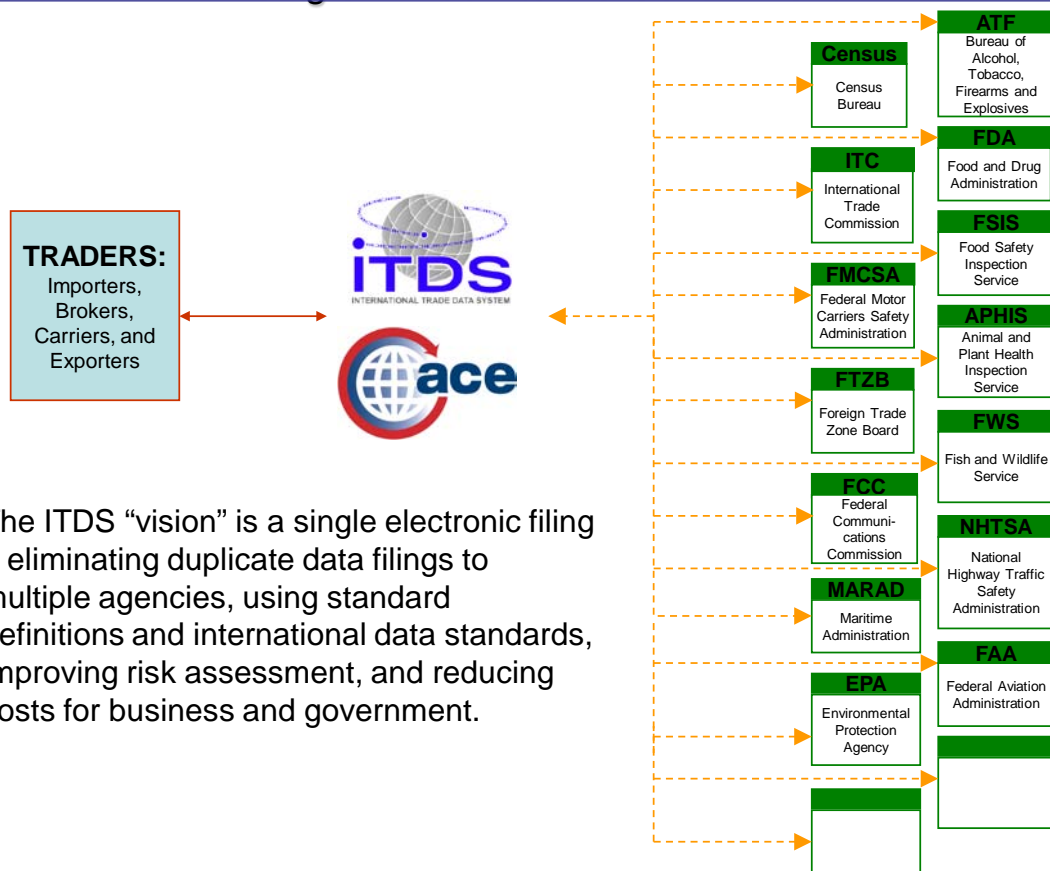 TRADERS:
Importers,
Brokers,
Carriers, and
Exporters
iTDS
INTERNATIONAL TRADE DATA SYSTEM
ace
he ITDS “vision” is a single electronic filing
eliminating duplicate data filings to
multiple agencies, using standard
efinitions and international data standards,
mproving risk assessment, and reducing
osts for business and government.
Census
Census
Bureau
ITC
International
Trade
Commission
FMCSA
Federal Motor
Carriers Safety
Administration
FTZB
Foreign Trade
Zone Board
FCC
Federal
Communi-
cations
Commission
MARAD
Maritime
Administration
EPA
Environmental
Protection
Agency
ATF
Bureau of
Alcohol,
Tobacco,
Firearms and
Explosives
FDA
Food and Drug
Administration
FSIS
Food Safety
Inspection
Service
APHIS
Animal and
Plant Health
Inspection
Service
FWS
Fish and Wildlife
Service
NHTSA
National
Highway Traffic
Safety
Administration
FAA
Federal Aviation
Administration